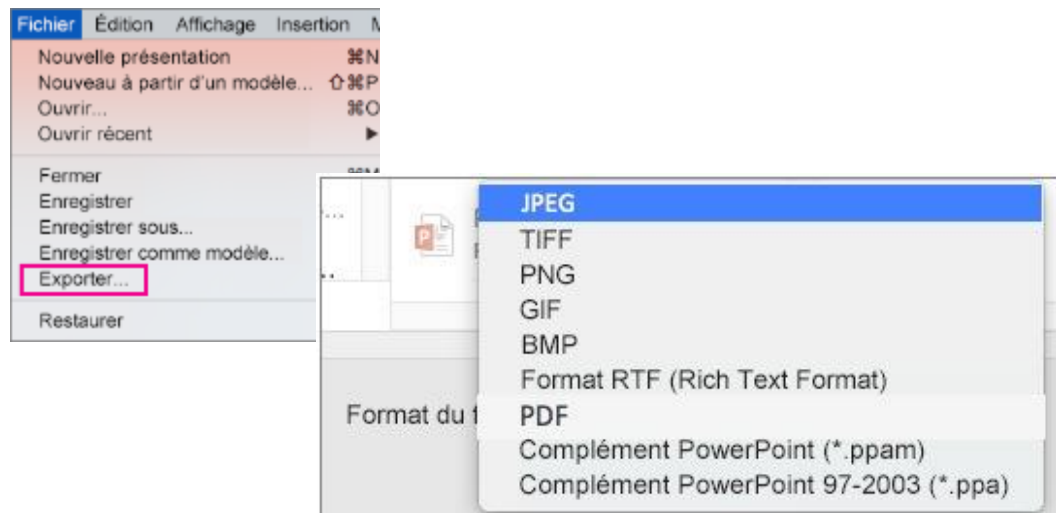 Fichier Édition Affichage Insertion
Nouvelle présentation ⌘N
Nouveau à partir d'un modèle... ⇧⌘P
Ouvrir... ⌘O
Ouvrir récent ▶
Fermer
Enregistrer
Enregistrer sous...
Enregistrer comme modèle...
Exporter...
Restaurer
JPEG
TIFF
PNG
GIF
BMP
Format RTF (Rich Text Format)
Format du
PDF
Complément PowerPoint (*.ppam)
Complément PowerPoint 97-2003 (*.ppa)